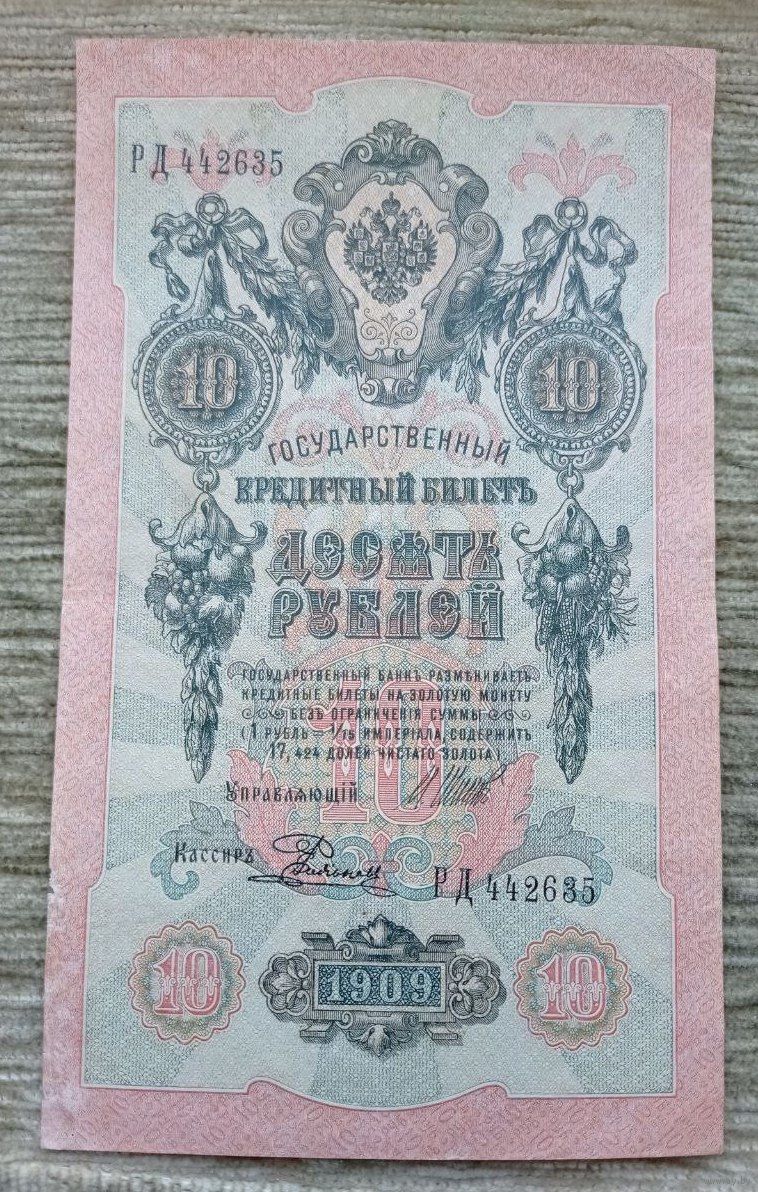 РД 442635
10 10
ГОСУДАРСТВЕННЫЙ
КРЕДИТНЫЙ БИЛЕТЪ
ДЕСЯТЬ
РУБЛЕЙ
ГОСУДАРСТВЕННЫЙ БАНКЪ РАЗМѢНИВАЕТЪ
КРЕДИТНЫЕ БИЛЕТЫ НА ЗОЛОТУЮ МОНЕТУ
БЕЗЪ ОГРАНИЧЕНІЯ СУММЫ
(1 РУБЛЬ = 1/15 ИМПЕРІАЛА, СОДЕРЖИТЪ
17,424 ДОЛЕЙ ЧИСТАГО ЗОЛОТА)
10
УПРАВЛЯЮЩІЙ
КАССИРЪ
РД 442635
10 1909 10